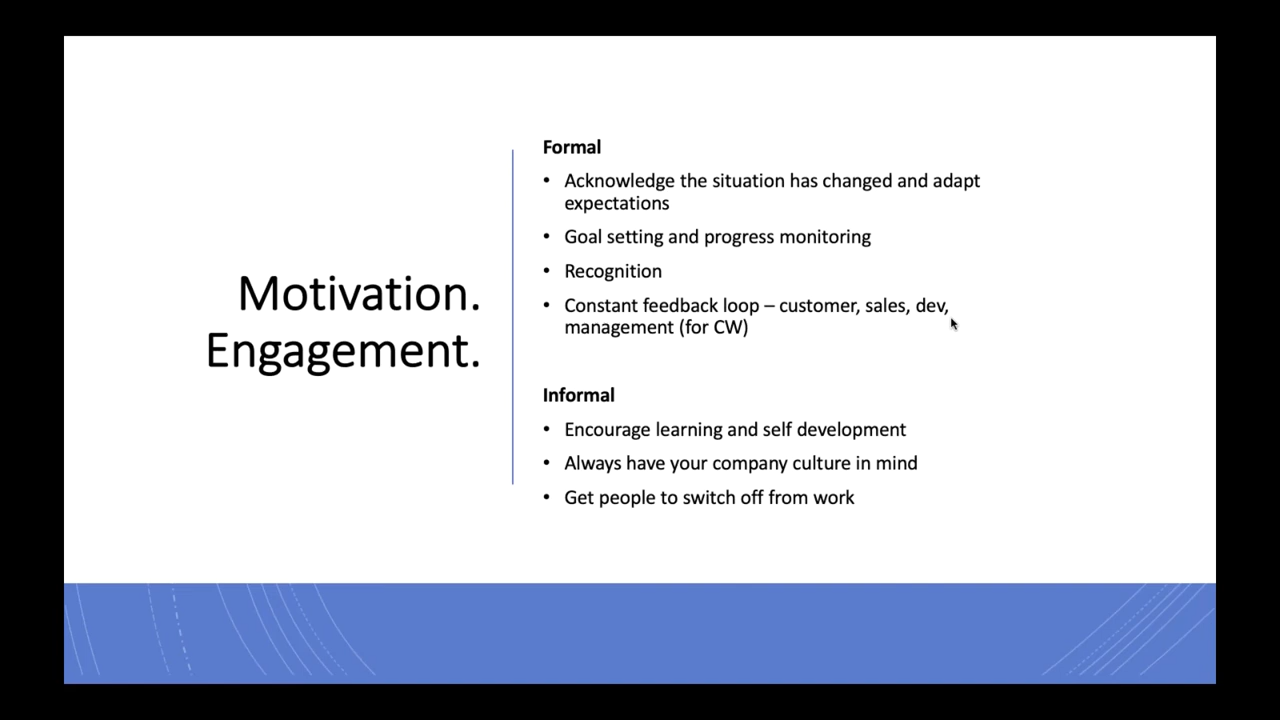 Motivation.
Engagement.
Formal
• Acknowledge the situation has changed and adapt
expectations
• Goal setting and progress monitoring
• Recognition
• Constant feedback loop – customer, sales, dev,
management (for CW)
Informal
• Encourage learning and self development
• Always have your company culture in mind
• Get people to switch off from work